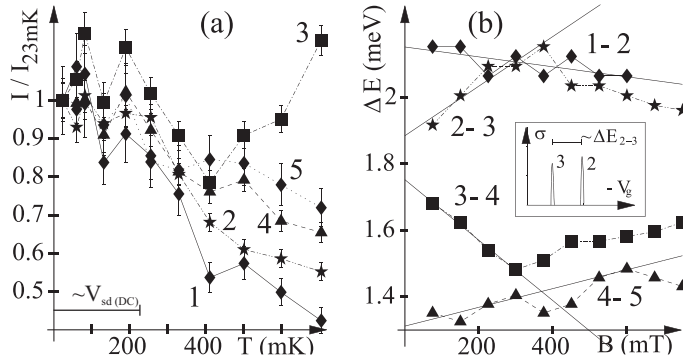 (a)
I / I23mK
1
0.9
0.8
0.7
0.6
0.5
3
5
4
2
1
~Vsd (DC)
200
400
T (mK)
(b)
ΔE (meV)
2
1.8
1.6
1.4
1-2
2-3
3-4
4-5
σ
~ΔE2-3
3
2
- Vg
200
400
B (mT)